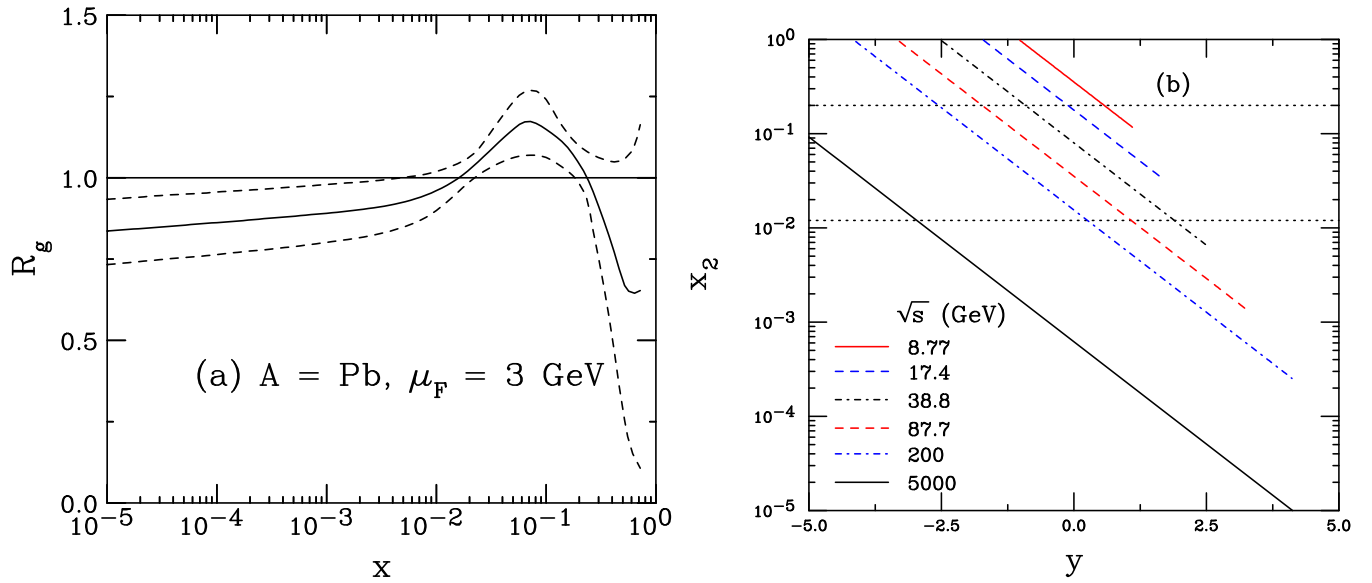 1.5
1.0
0.5
0.0
R_g
10^-5 10^-4 10^-3 10^-2 10^-1 10^0
x
(a) A = Pb, μ_F = 3 GeV
10^0
10^-1
10^-2
10^-3
10^-4
10^-5
x_2
(b)
√s (GeV)
8.77
17.4
38.8
87.7
200
5000
-5.0 -2.5 0.0 2.5 5.0
y